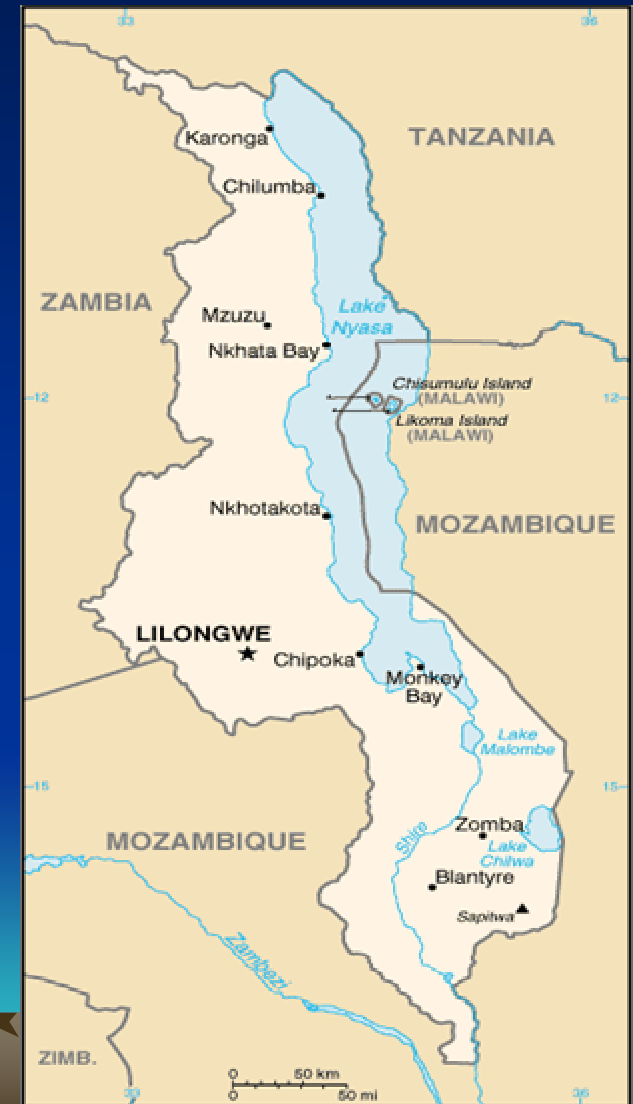 33
36
Karonga
TANZANIA
Chilumba
ZAMBIA
Lake
Nyasa
Mzuzu
Nkhata Bay
Chisumulu Island
(MALAWI)
12
12
Likoma Island
(MALAWI)
Nkhotakota
MOZAMBIQUE
LILONGWE
Chipoka
Monkey
Bay
Lake
Malombe
15
15
Zomba
Shire
MOZAMBIQUE
Lake
Chilwa
Blantyre
Sapitwa
Zambezi
ZIMB.
0 50 km
0 50 mi
33
36